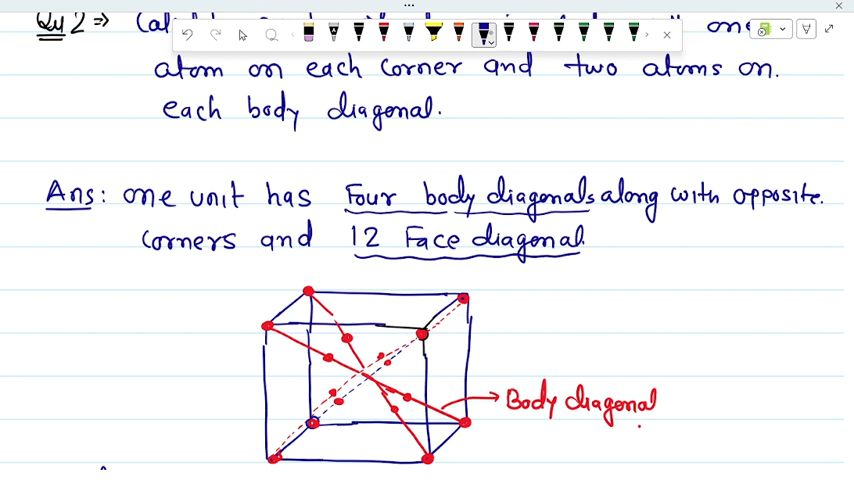 Qu 2 ⇒ Cal one
atom on each corner and two atoms on.
each body diagonal.
Ans: one unit has Four body diagonals along with opposite.
corners and 12 Face diagonal
Body diagonal